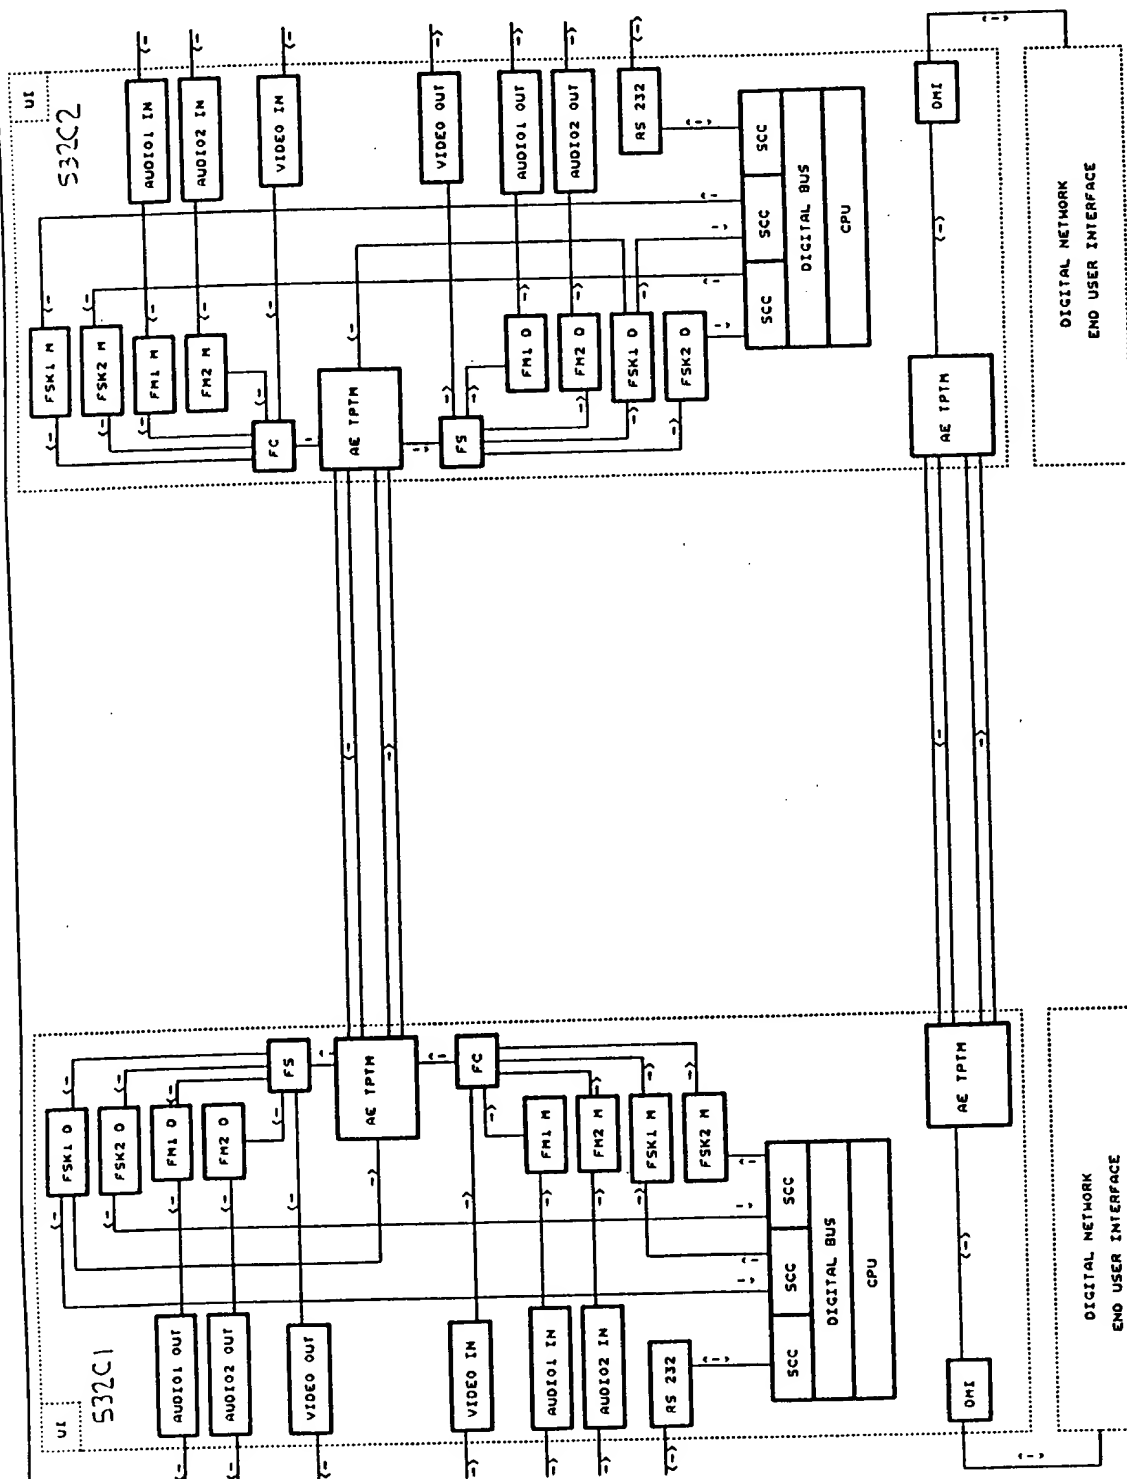 UI
532C1
AUDIO1 OUT
AUDIO2 OUT
VIDEO OUT
VIDEO IN
AUDIO1 IN
AUDIO2 IN
RS 232
FSK1 D
FSK2 D
FM1 D
FM2 D
FS
AE TPTM
FC
FM1 M
FM2 M
FSK1 M
FSK2 M
SCC
SCC
SCC
DIGITAL BUS
CPU
DMI
AE TPTM
DIGITAL NETWORK
END USER INTERFACE
UI
532C2
FSK1 M
FSK2 M
FM1 M
FM2 M
FC
AE TPTM
FS
FM1 D
FM2 D
FSK1 D
FSK2 D
AUDIO1 IN
AUDIO2 IN
VIDEO IN
VIDEO OUT
AUDIO1 OUT
AUDIO2 OUT
RS 232
SCC
SCC
SCC
DIGITAL BUS
CPU
AE TPTM
DMI
DIGITAL NETWORK
END USER INTERFACE